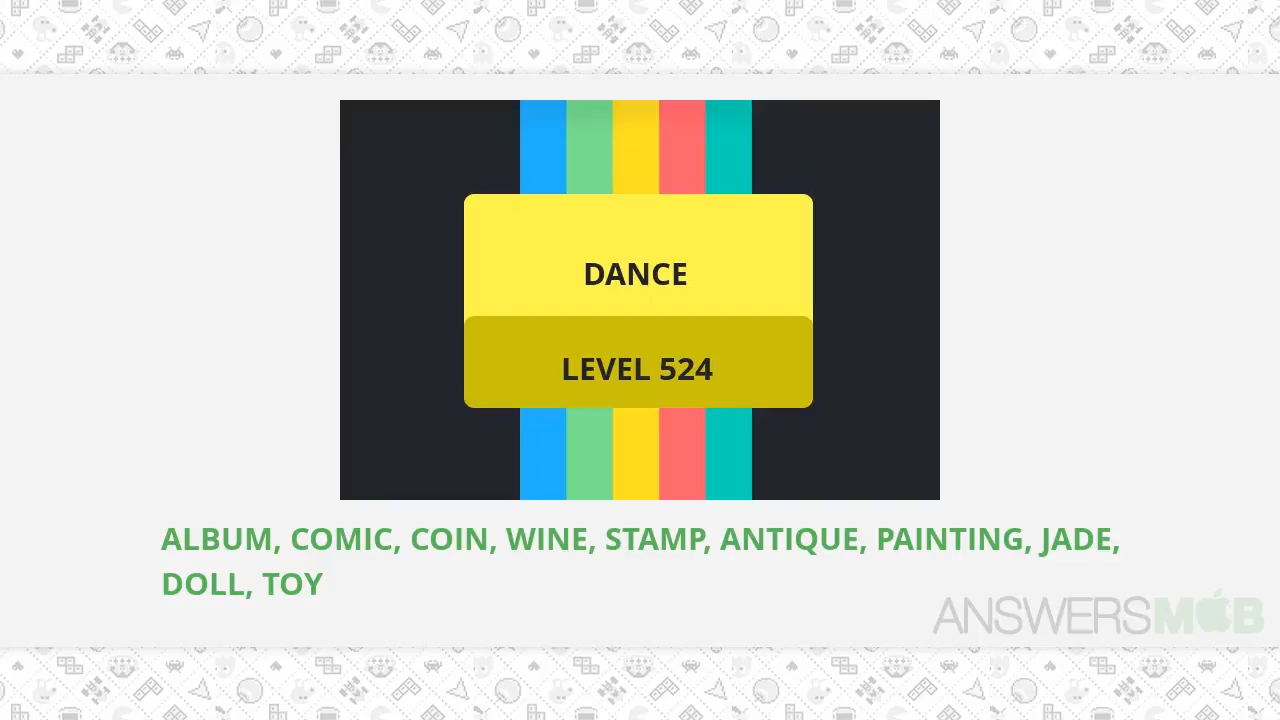 DANCE
LEVEL 524
ALBUM, COMIC, COIN, WINE, STAMP, ANTIQUE, PAINTING, JADE,
DOLL, TOY
ANSWERSMOB